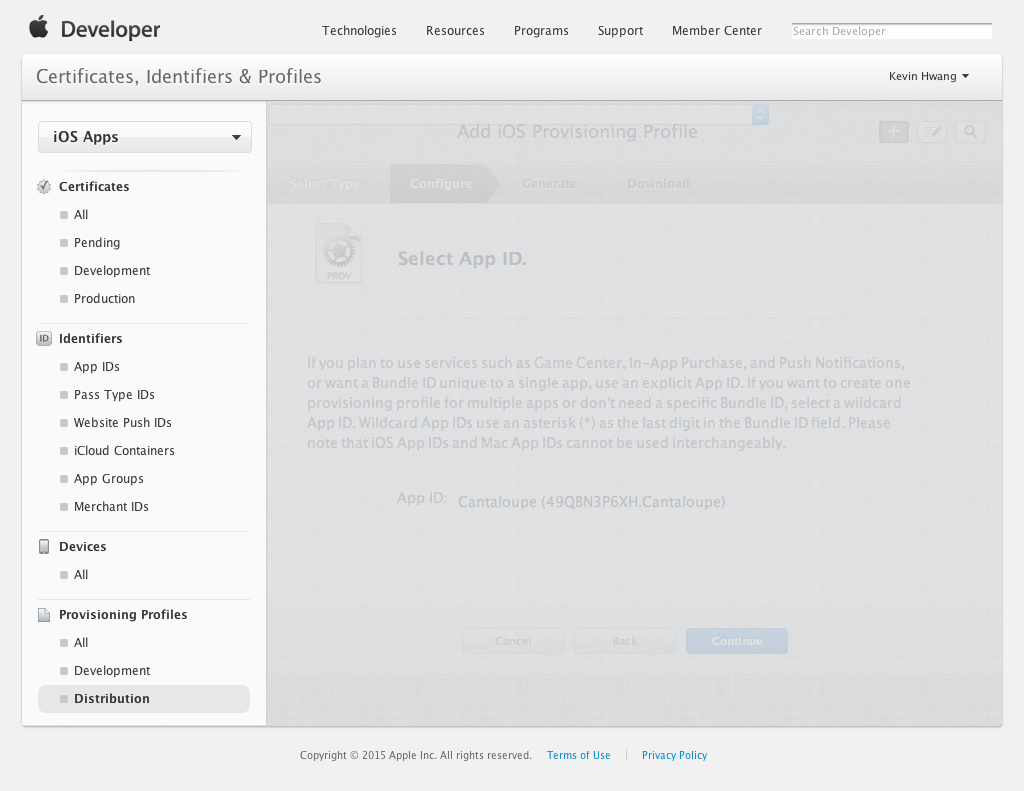 Developer
Technologies
Resources
Programs
Support
Member Center
Search Developer
Certificates, Identifiers & Profiles
Kevin Hwang
iOS Apps
Certificates
All
Pending
Development
Production
ID Identifiers
App IDs
Pass Type IDs
Website Push IDs
iCloud Containers
App Groups
Merchant IDs
Devices
All
Provisioning Profiles
All
Development
Distribution
Add iOS Provisioning Profile
Select Type
Configure
Generate
Download
PROV
Select App ID.
If you plan to use services such as Game Center, In-App Purchase, and Push Notifications,
or want a Bundle ID unique to a single app, use an explicit App ID. If you want to create one
provisioning profile for multiple apps or don't need a specific Bundle ID, select a wildcard
App ID. Wildcard App IDs use an asterisk (*) as the last digit in the Bundle ID field. Please
note that iOS App IDs and Mac App IDs cannot be used interchangeably.
App ID: Cantaloupe (49QBN3P6XH.Cantaloupe)
Cancel
Back
Continue
Copyright © 2015 Apple Inc. All rights reserved. Terms of Use Privacy Policy